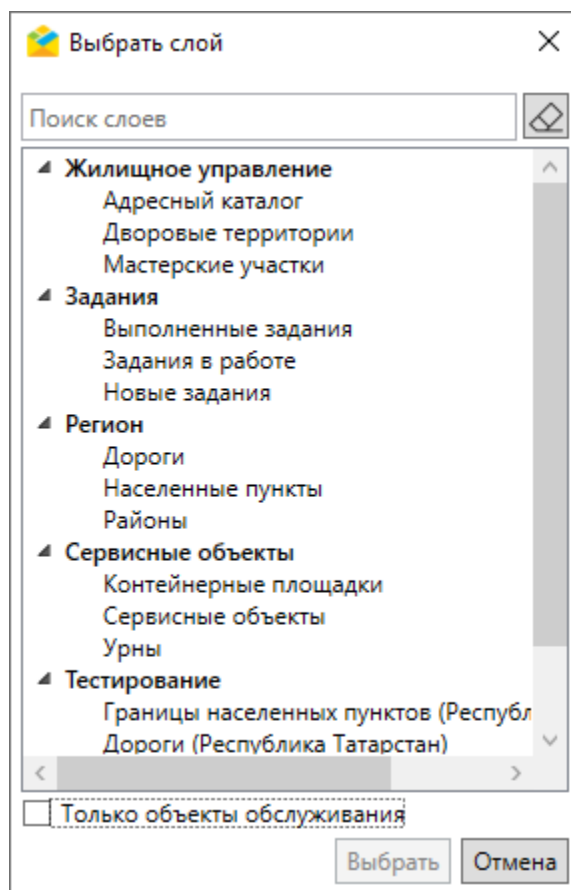 Выбрать слой
Поиск слоев
Жилищное управление
Адресный каталог
Дворовые территории
Мастерские участки
Задания
Выполненные задания
Задания в работе
Новые задания
Регион
Дороги
Населенные пункты
Районы
Сервисные объекты
Контейнерные площадки
Сервисные объекты
Урны
Тестирование
Границы населенных пунктов (Республ
Дороги (Республика Татарстан)
Только объекты обслуживания
Выбрать Отмена